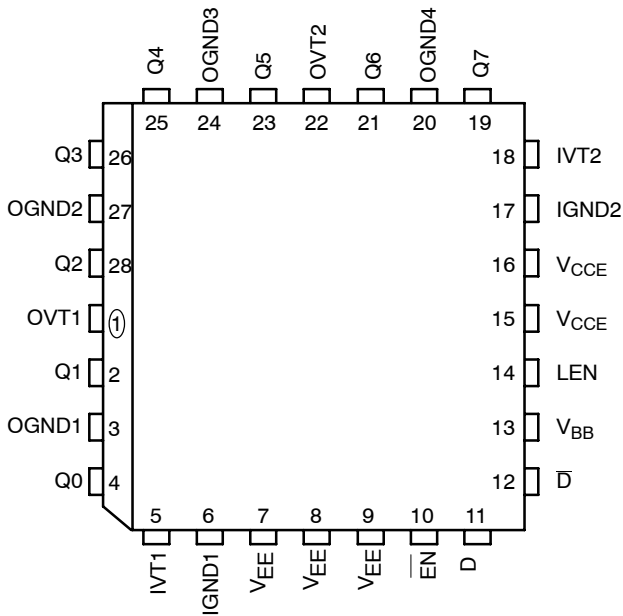 Q4 OGND3 Q5 OVT2 Q6 OGND4 Q7
25 24 23 22 21 20 19
Q3 26 18 IVT2
OGND2 27 17 IGND2
Q2 28 16 VCCE
OVT1 1 15 VCCE
Q1 2 14 LEN
OGND1 3 13 VBB
Q0 4 12 D̅
5 6 7 8 9 10 11
IVT1 IGND1 VEE VEE VEE E̅N̅ D